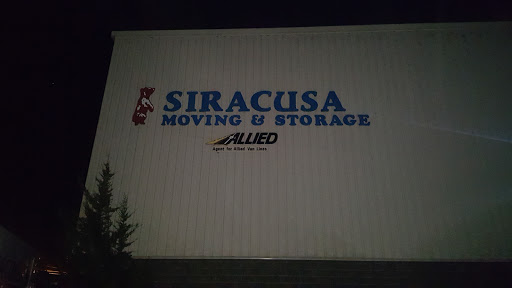 SIRACUSA
MOVING & STORAGE
ALLIED
Agent for Allied Van Lines